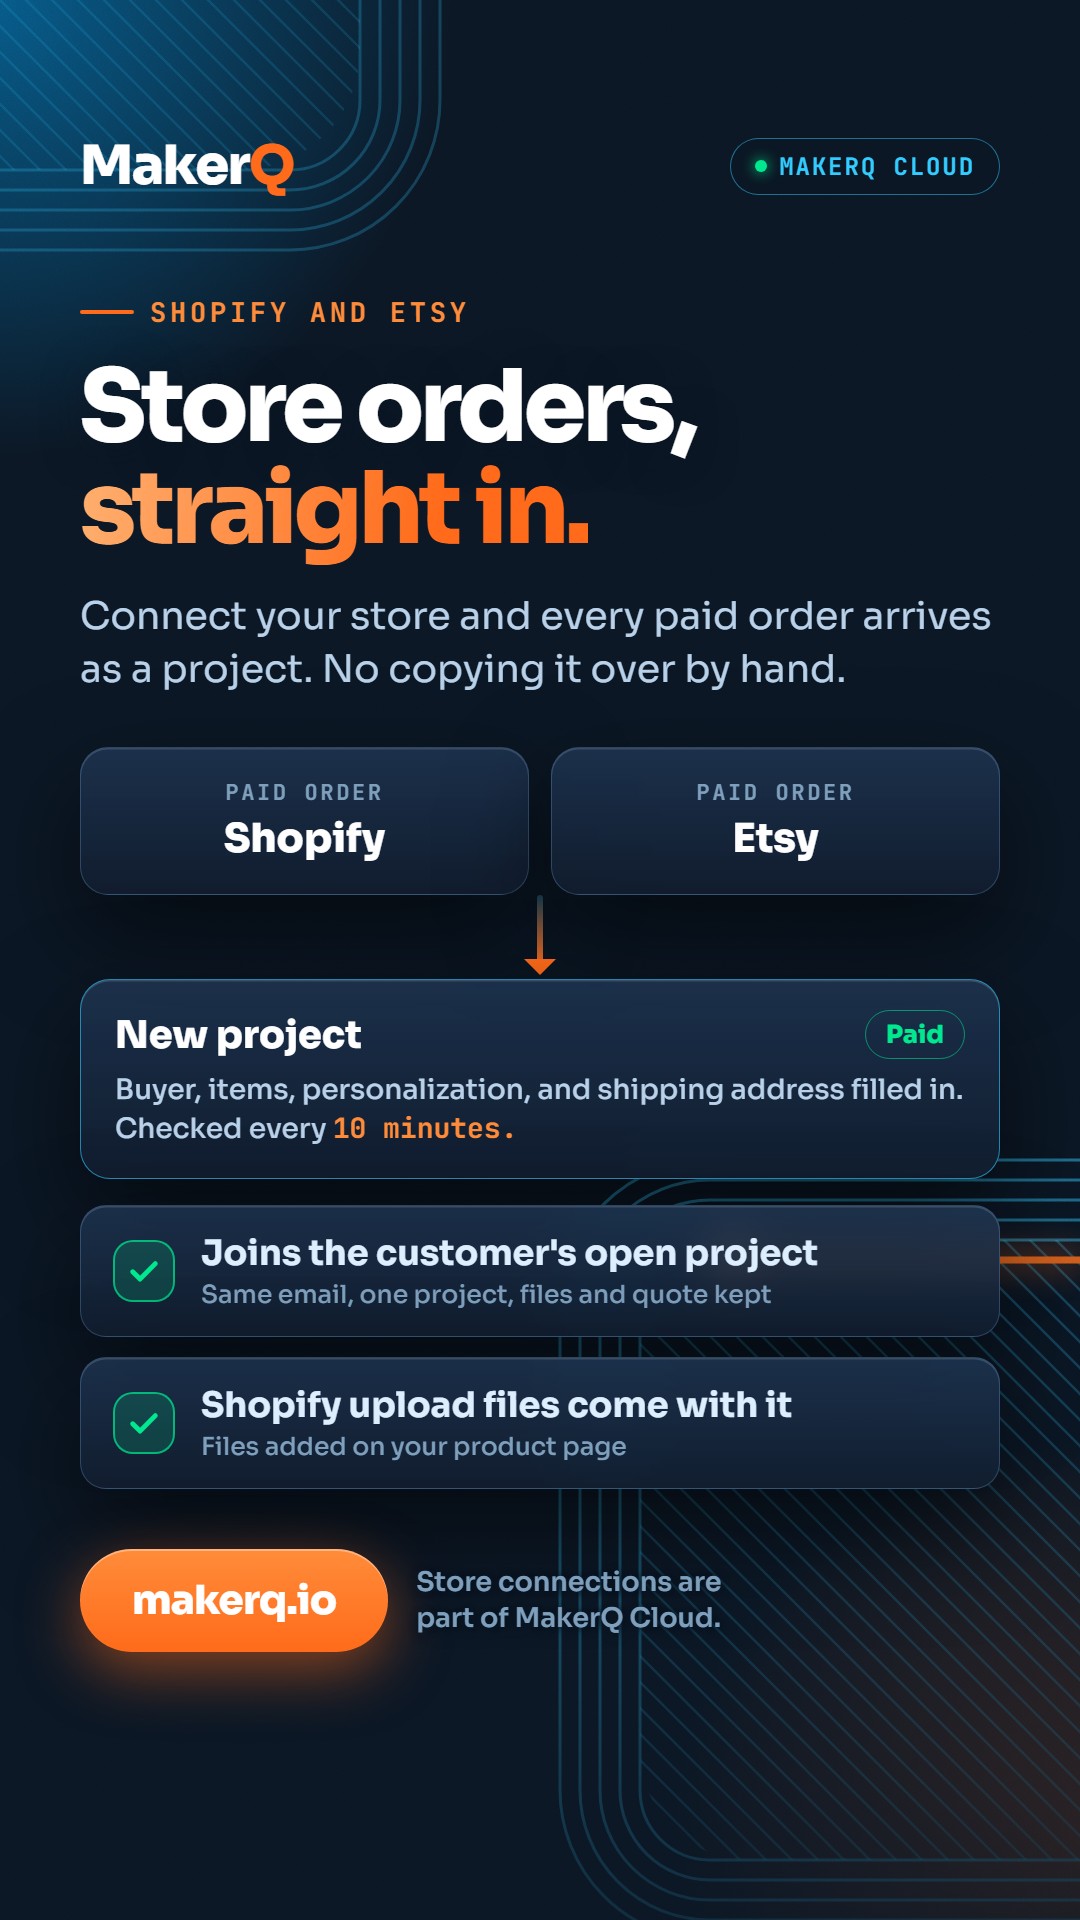 MakerQ
MAKERQ CLOUD
SHOPIFY AND ETSY
Store orders,
straight in.
Connect your store and every paid order arrives
as a project. No copying it over by hand.
PAID ORDER
Shopify
PAID ORDER
Etsy
New project
Paid
Buyer, items, personalization, and shipping address filled in.
Checked every 10 minutes.
Joins the customer's open project
Same email, one project, files and quote kept
Shopify upload files come with it
Files added on your product page
makerq.io
Store connections are
part of MakerQ Cloud.